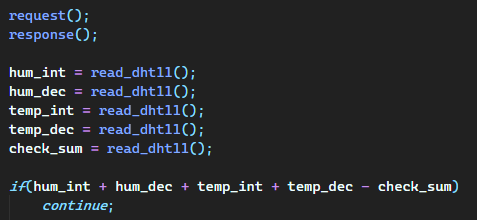 request();
response();
hum_int = read_dht11();
hum_dec = read_dht11();
temp_int = read_dht11();
temp_dec = read_dht11();
check_sum = read_dht11();
if(hum_int + hum_dec + temp_int + temp_dec - check_sum)
continue;